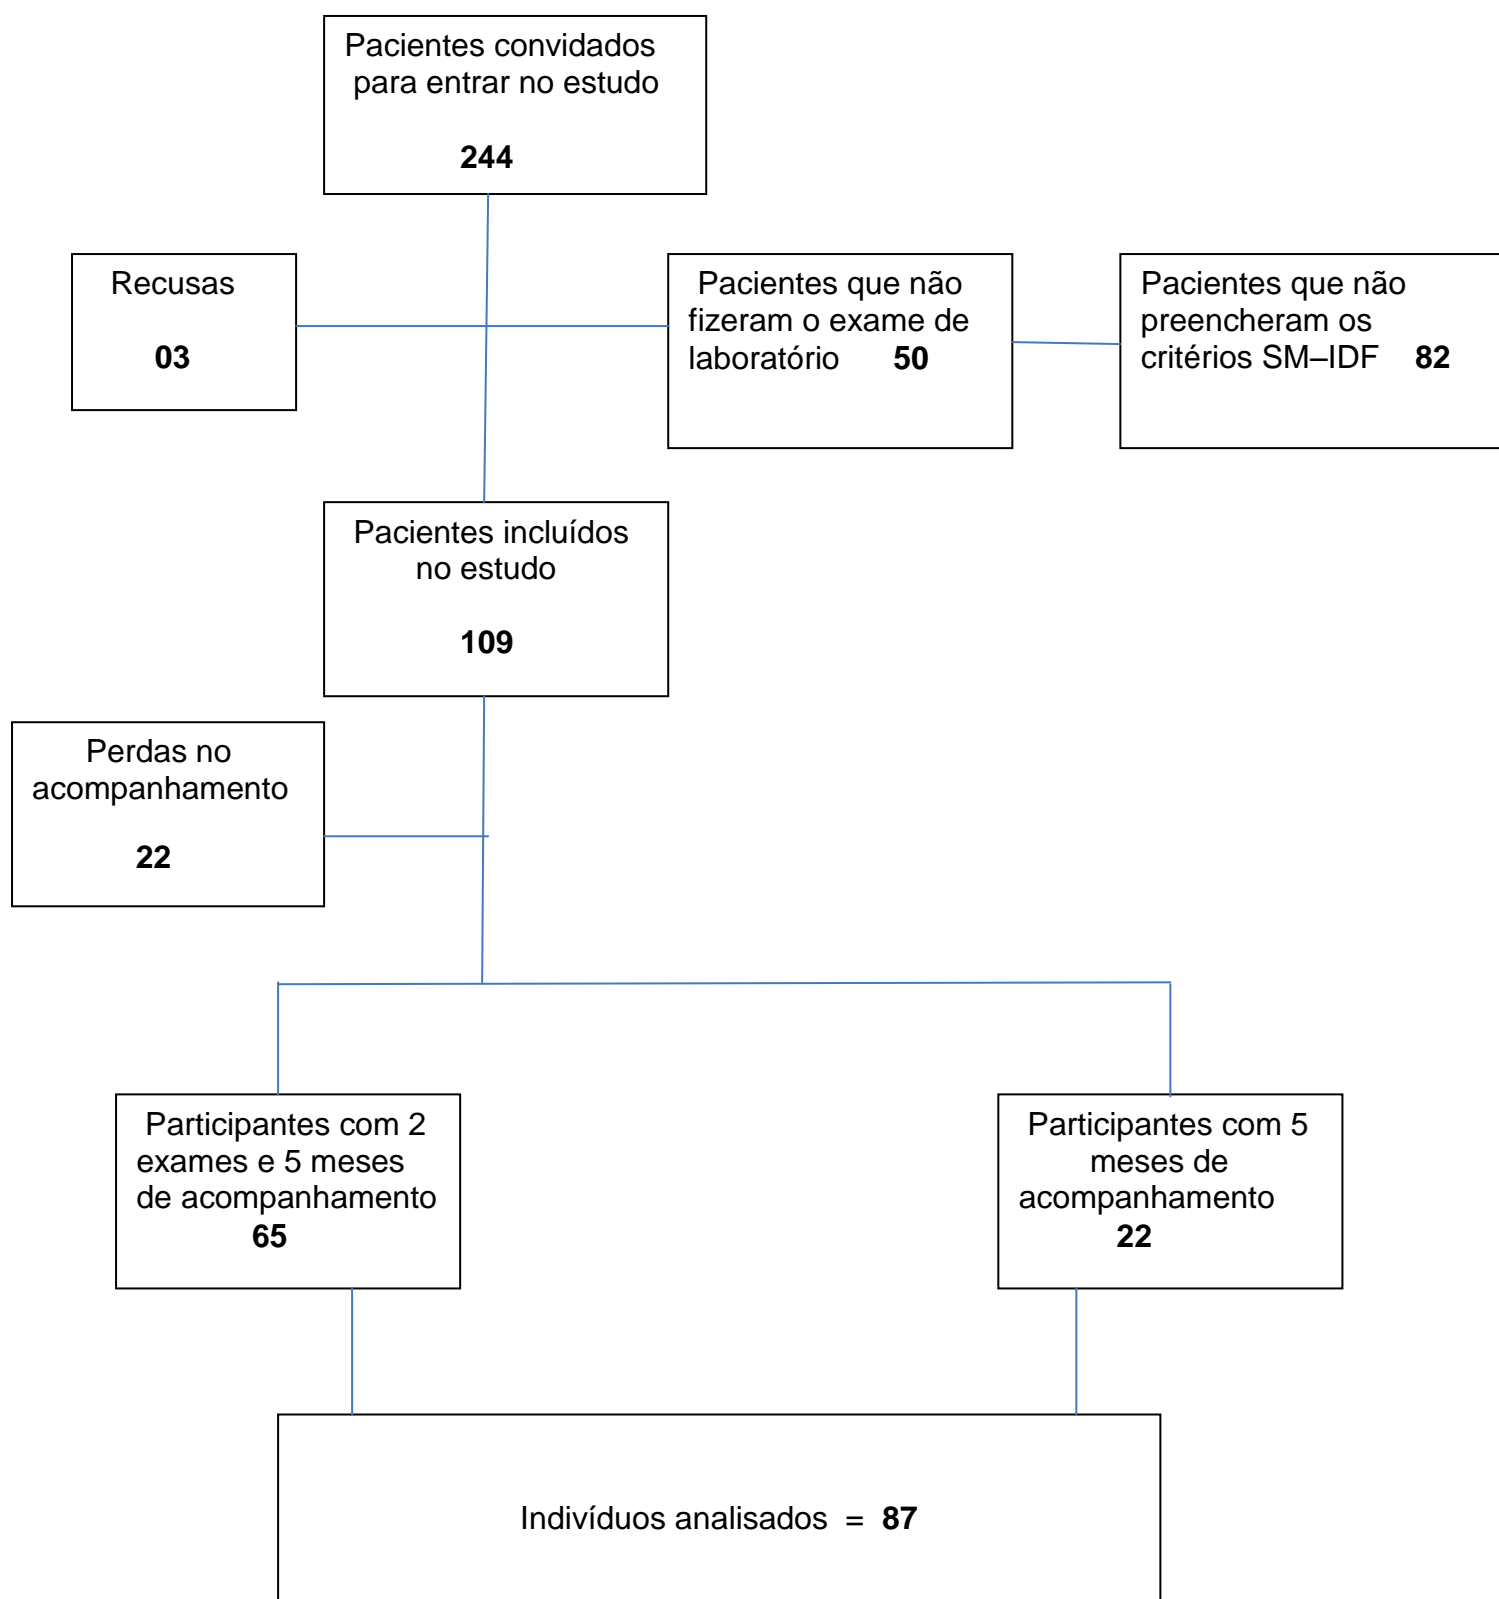 Pacientes convidados
para entrar no estudo
244
Recusas
03
Pacientes que não
fizeram o exame de
laboratório 50
Pacientes que não
preencheram os
critérios SM–IDF 82
Pacientes incluídos
no estudo
109
Perdas no
acompanhamento
22
Participantes com 2
exames e 5 meses
de acompanhamento
65
Participantes com 5
meses de
acompanhamento
22
Indivíduos analisados = 87